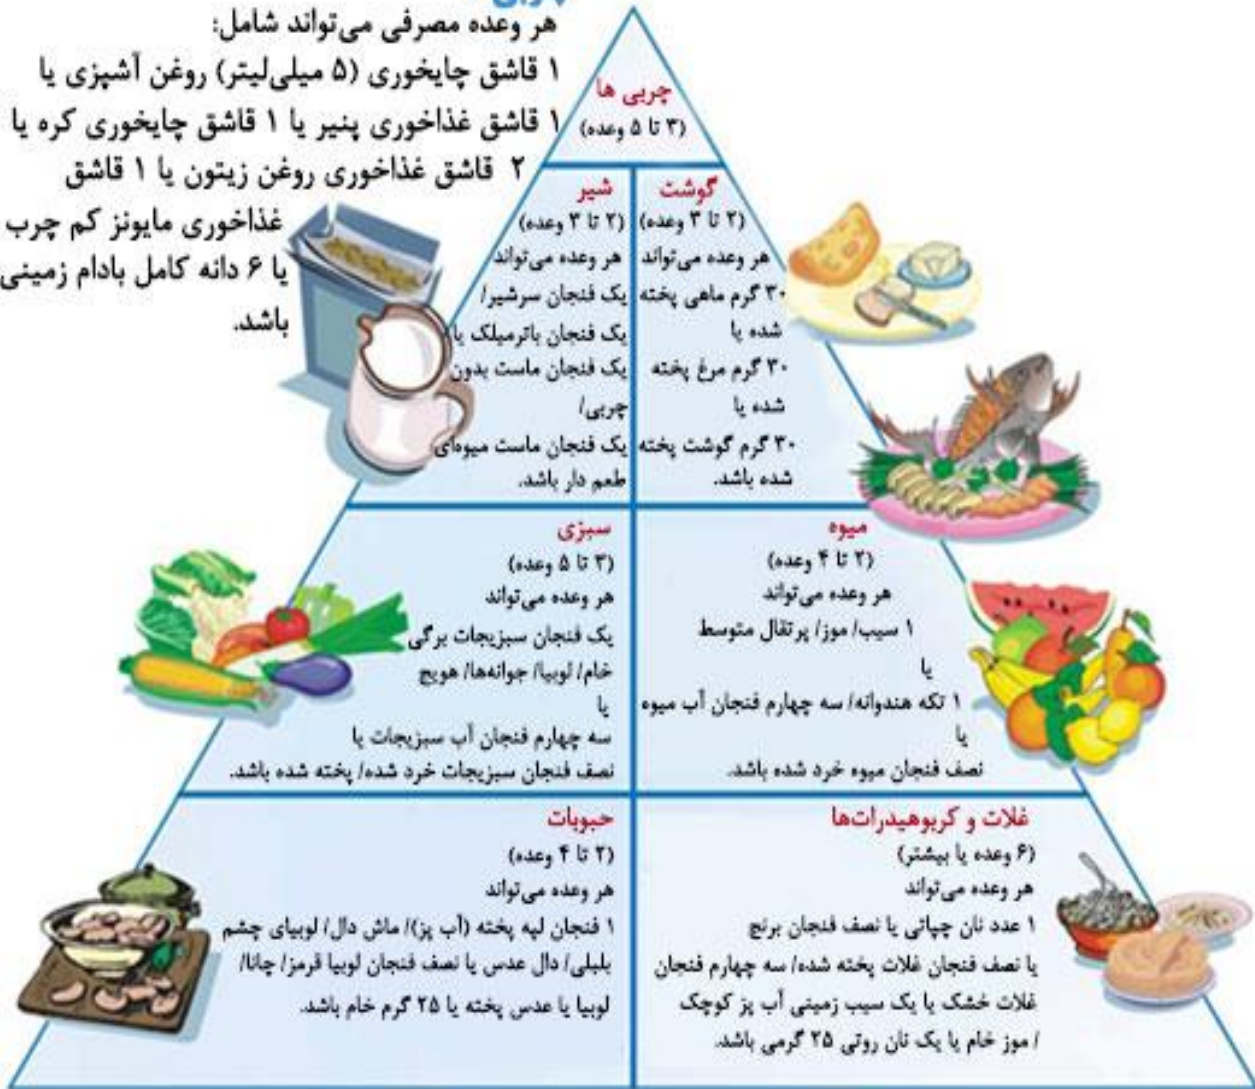 هر وعده مصرفی می‌تواند شامل:
۱ قاشق چایخوری (۵ میلی‌لیتر) روغن آشپزی یا
۱ قاشق غذاخوری پنیر یا ۱ قاشق چایخوری کره یا
۲ قاشق غذاخوری روغن زیتون یا ۱ قاشق
غذاخوری مایونز کم چرب
یا ۶ دانه کامل بادام زمینی
باشد.
چربی ها
(۳ تا ۵ وعده)
گوشت
(۲ تا ۳ وعده)
هر وعده می‌تواند
۳۰ گرم ماهی پخته
شده یا
۳۰ گرم مرغ پخته
شده یا
۳۰ گرم گوشت پخته
شده باشد.
شیر
(۲ تا ۳ وعده)
هر وعده می‌تواند
یک فنجان سرشیر/
یک فنجان باترمیلک یا
یک فنجان ماست بدون
چربی/
یک فنجان ماست میوه‌ای
طعم دار باشد.
میوه
(۲ تا ۴ وعده)
هر وعده می‌تواند
۱ سیب/ موز/ پرتقال متوسط
یا
۱ تکه هندوانه/ سه چهارم فنجان آب میوه
یا
نصف فنجان میوه خرد شده باشد.
سبزی
(۳ تا ۵ وعده)
هر وعده می‌تواند
یک فنجان سبزیجات برگی
خام/ لوبیا/ جوانه‌ها/ هویج
یا
سه چهارم فنجان آب سبزیجات یا
نصف فنجان سبزیجات خرد شده/ پخته شده باشد.
غلات و کربوهیدرات‌ها
(۶ وعده یا بیشتر)
هر وعده می‌تواند
۱ عدد نان چپاتی یا نصف فنجان برنج
یا نصف فنجان غلات پخته شده/ سه چهارم فنجان
غلات خشک یا یک سیب زمینی آب پز کوچک
/ موز خام یا یک نان روتی ۲۵ گرمی باشد.
حبوبات
(۲ تا ۴ وعده)
هر وعده می‌تواند
۱ فنجان لپه پخته (آب پز)/ ماش دال/ لوبیای چشم
بلبلی/ دال عدس یا نصف فنجان لوبیا قرمز/ چانا/
لوبیا یا عدس پخته یا ۲۵ گرم خام باشد.